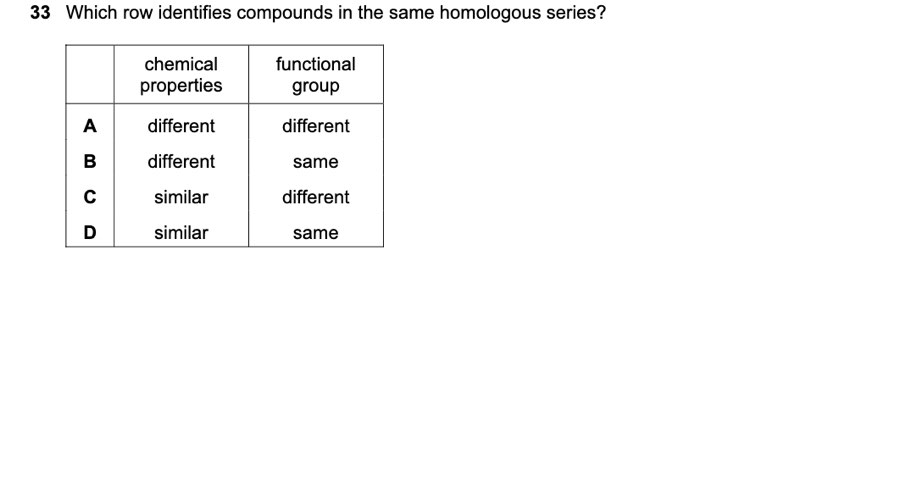 33 Which row identifies compounds in the same homologous series?
chemical properties functional group
A different different
B different same
C similar different
D similar same